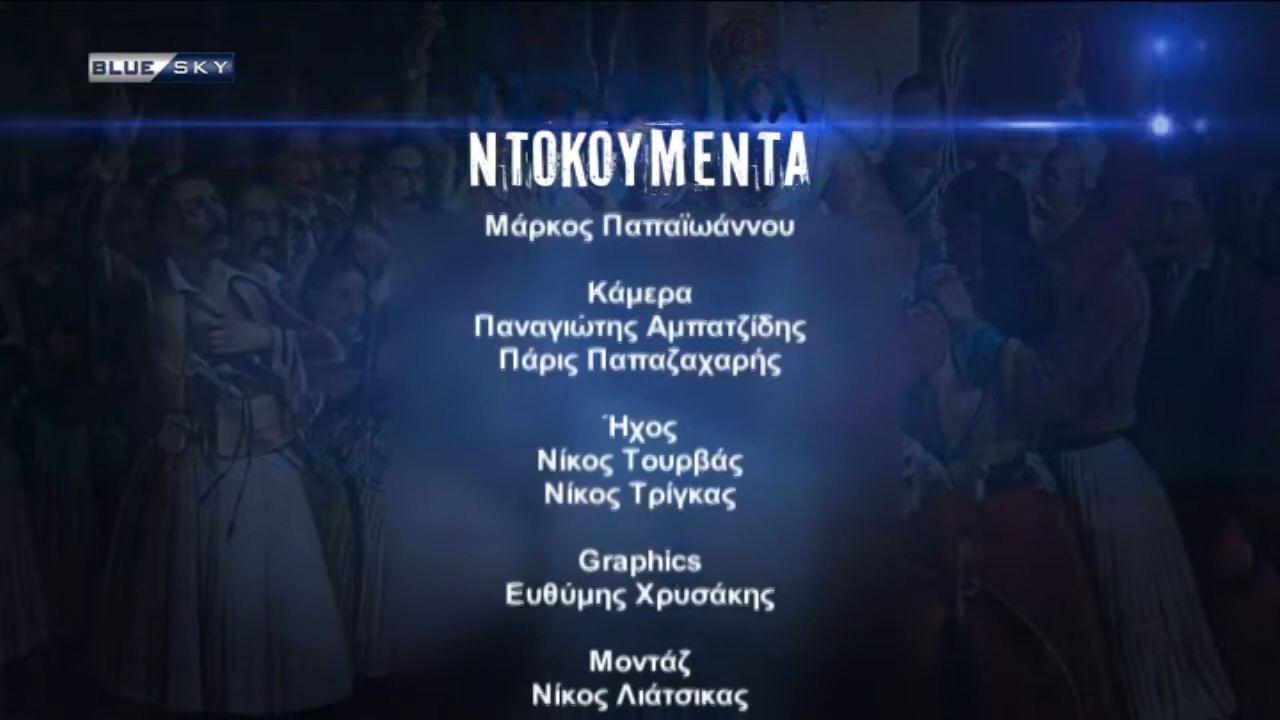 BLUE SKY
ΝΤΟΚΟΥΜΕΝΤΑ
Μάρκος Παπαϊωάννου
Κάμερα
Παναγιώτης Αμπατζίδης
Πάρις Παπαζαχαρής
Ήχος
Νίκος Τουρβάς
Νίκος Τρίγκας
Graphics
Ευθύμης Χρυσάκης
Μοντάζ
Νίκος Λιάτσικας